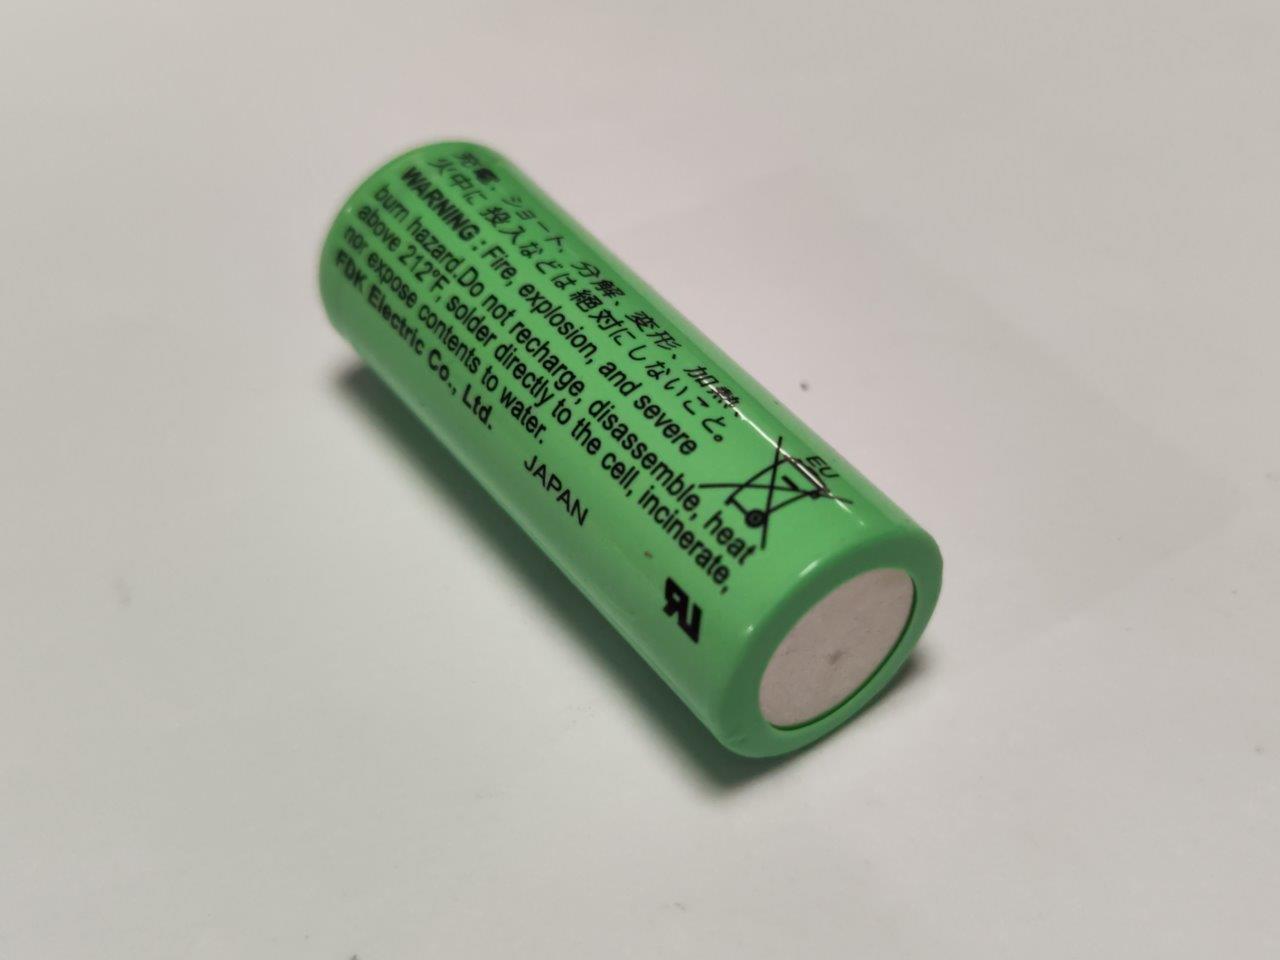 充電、ショート、分解、変形、加熱、
火中に投入などは絶対にしないこと。
WARNING : Fire, explosion, and severe
burn hazard.Do not recharge, disassemble, heat
above 212°F, solder directly to the cell, incinerate,
nor expose contents to water.
FDK Electric Co., Ltd.
JAPAN
EU